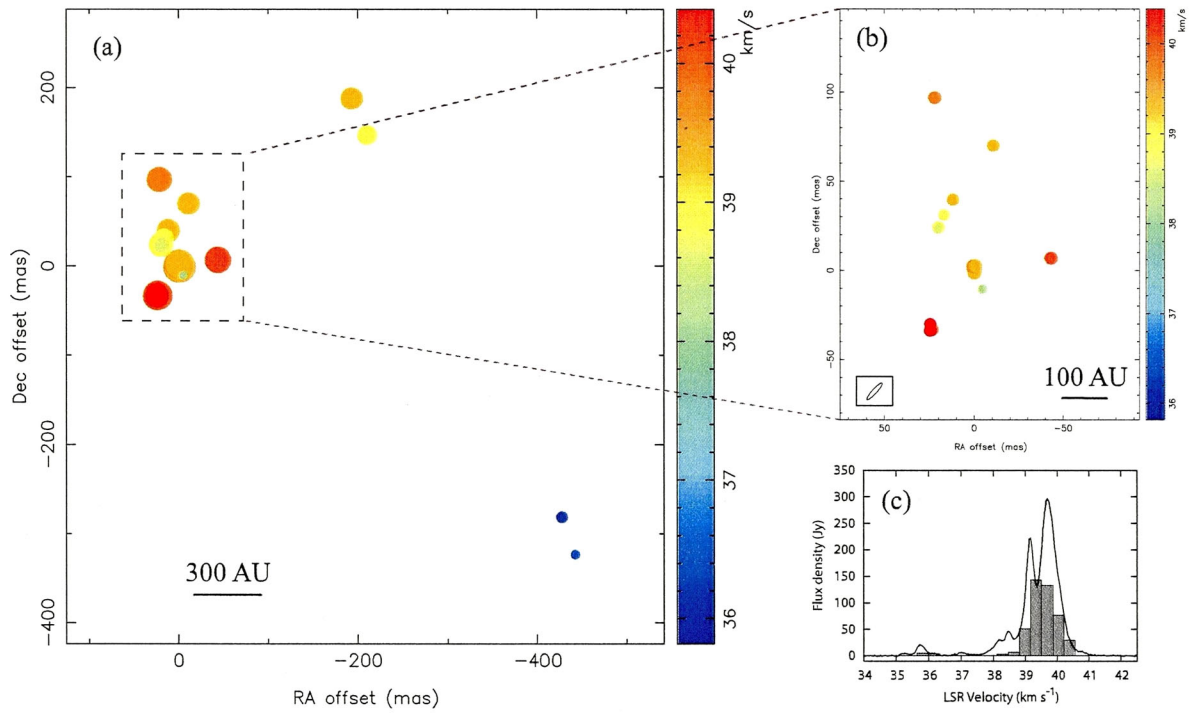 (a)
200
100
0
−200
−400
Dec offset (mas)
0
−200
−400
RA offset (mas)
300 AU
km/s
40
39
38
37
36
(b)
100
50
0
−50
Dec offset (mas)
50
0
−50
RA offset (mas)
100 AU
km/s
40
39
38
37
36
(c)
350
300
250
200
150
100
50
0
Flux density (Jy)
34 35 36 37 38 39 40 41 42
LSR Velocity (km s⁻¹)